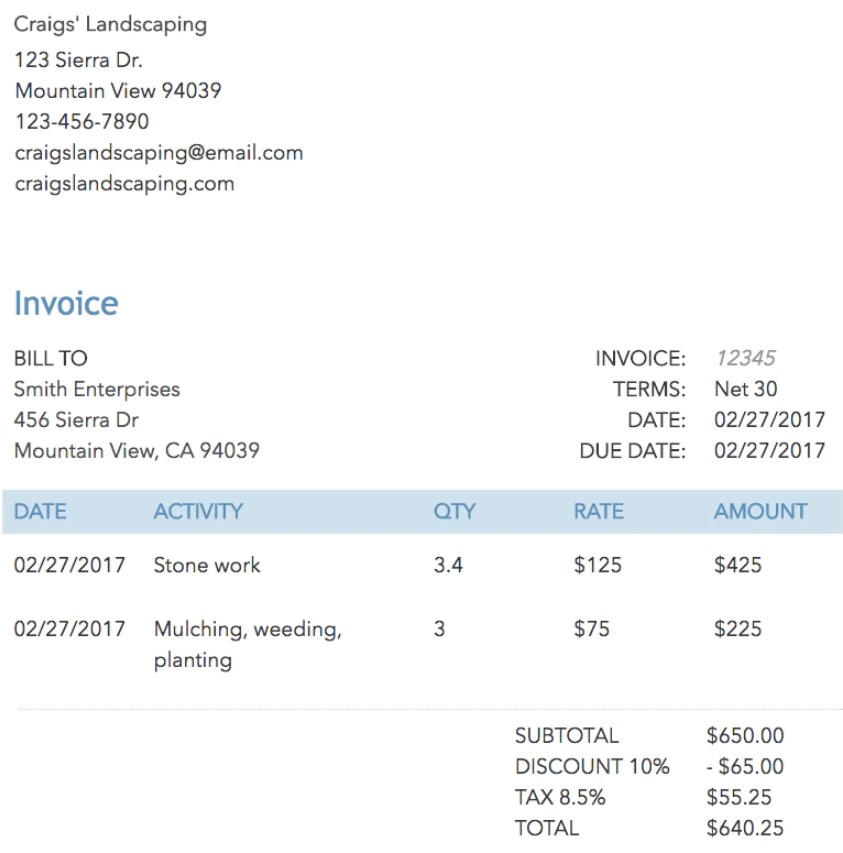 Craigs' Landscaping
123 Sierra Dr.
Mountain View 94039
123-456-7890
craigslandscaping@email.com
craigslandscaping.com
Invoice
BILL TO
Smith Enterprises
456 Sierra Dr
Mountain View, CA 94039
INVOICE: 12345
TERMS: Net 30
DATE: 02/27/2017
DUE DATE: 02/27/2017
DATE ACTIVITY QTY RATE AMOUNT
02/27/2017 Stone work 3.4 $125 $425
02/27/2017 Mulching, weeding, 3 $75 $225
planting
SUBTOTAL $650.00
DISCOUNT 10% - $65.00
TAX 8.5% $55.25
TOTAL $640.25